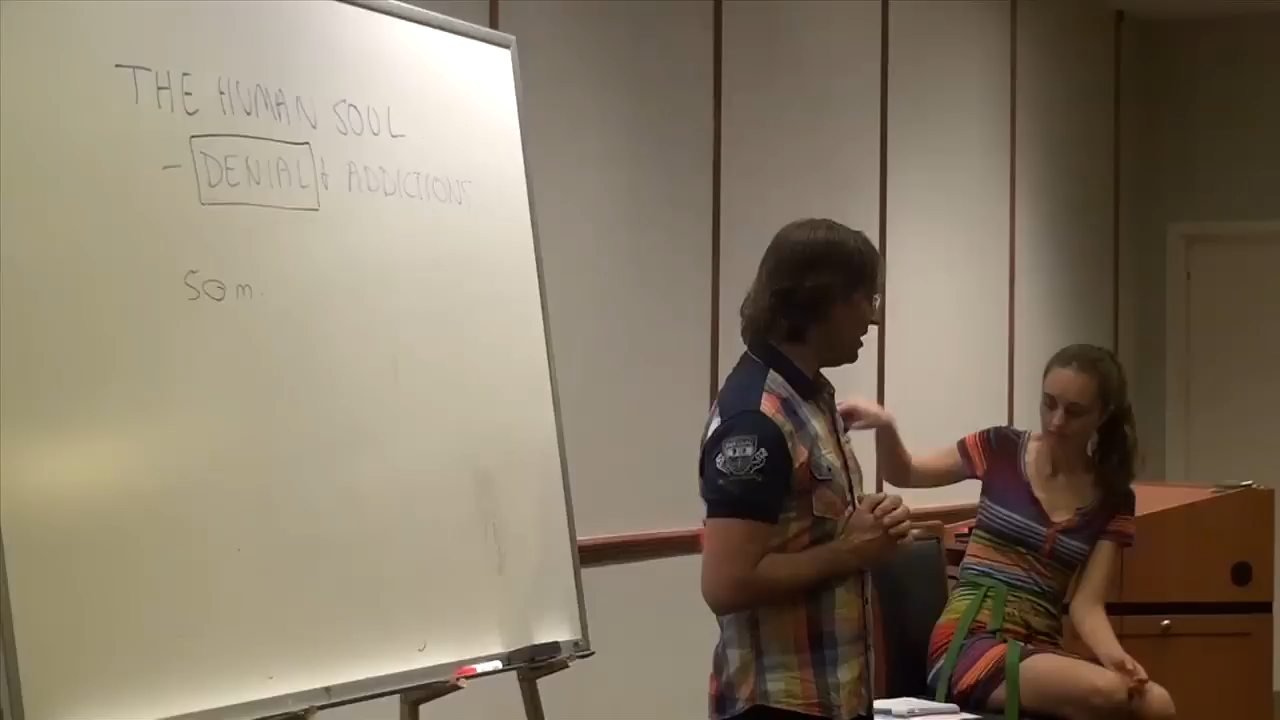 THE HUMAN SOUL
- DENIAL & ADDICTIONS
Som.